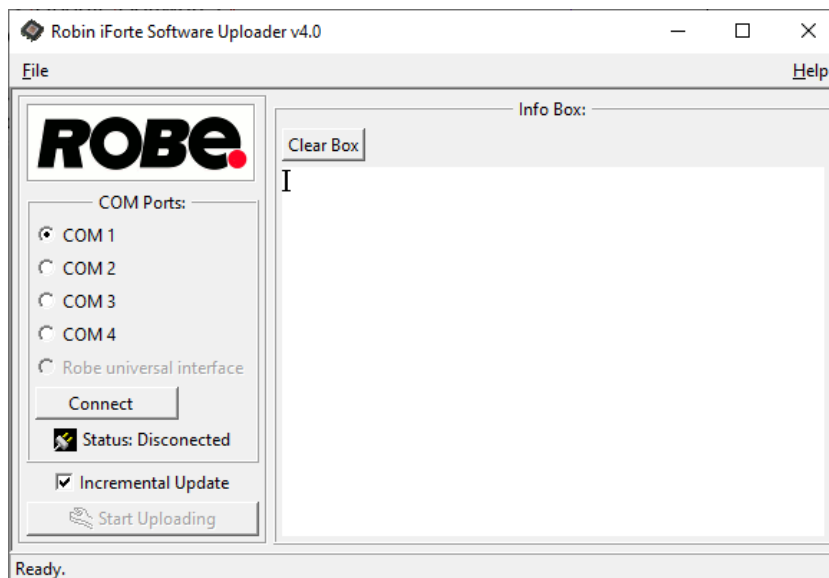 Robin iForte Software Uploader v4.0
File
Help
ROBE
COM Ports:
COM 1
COM 2
COM 3
COM 4
Robe universal interface
Connect
Status: Disconected
Incremental Update
Start Uploading
Info Box:
Clear Box
Ready.